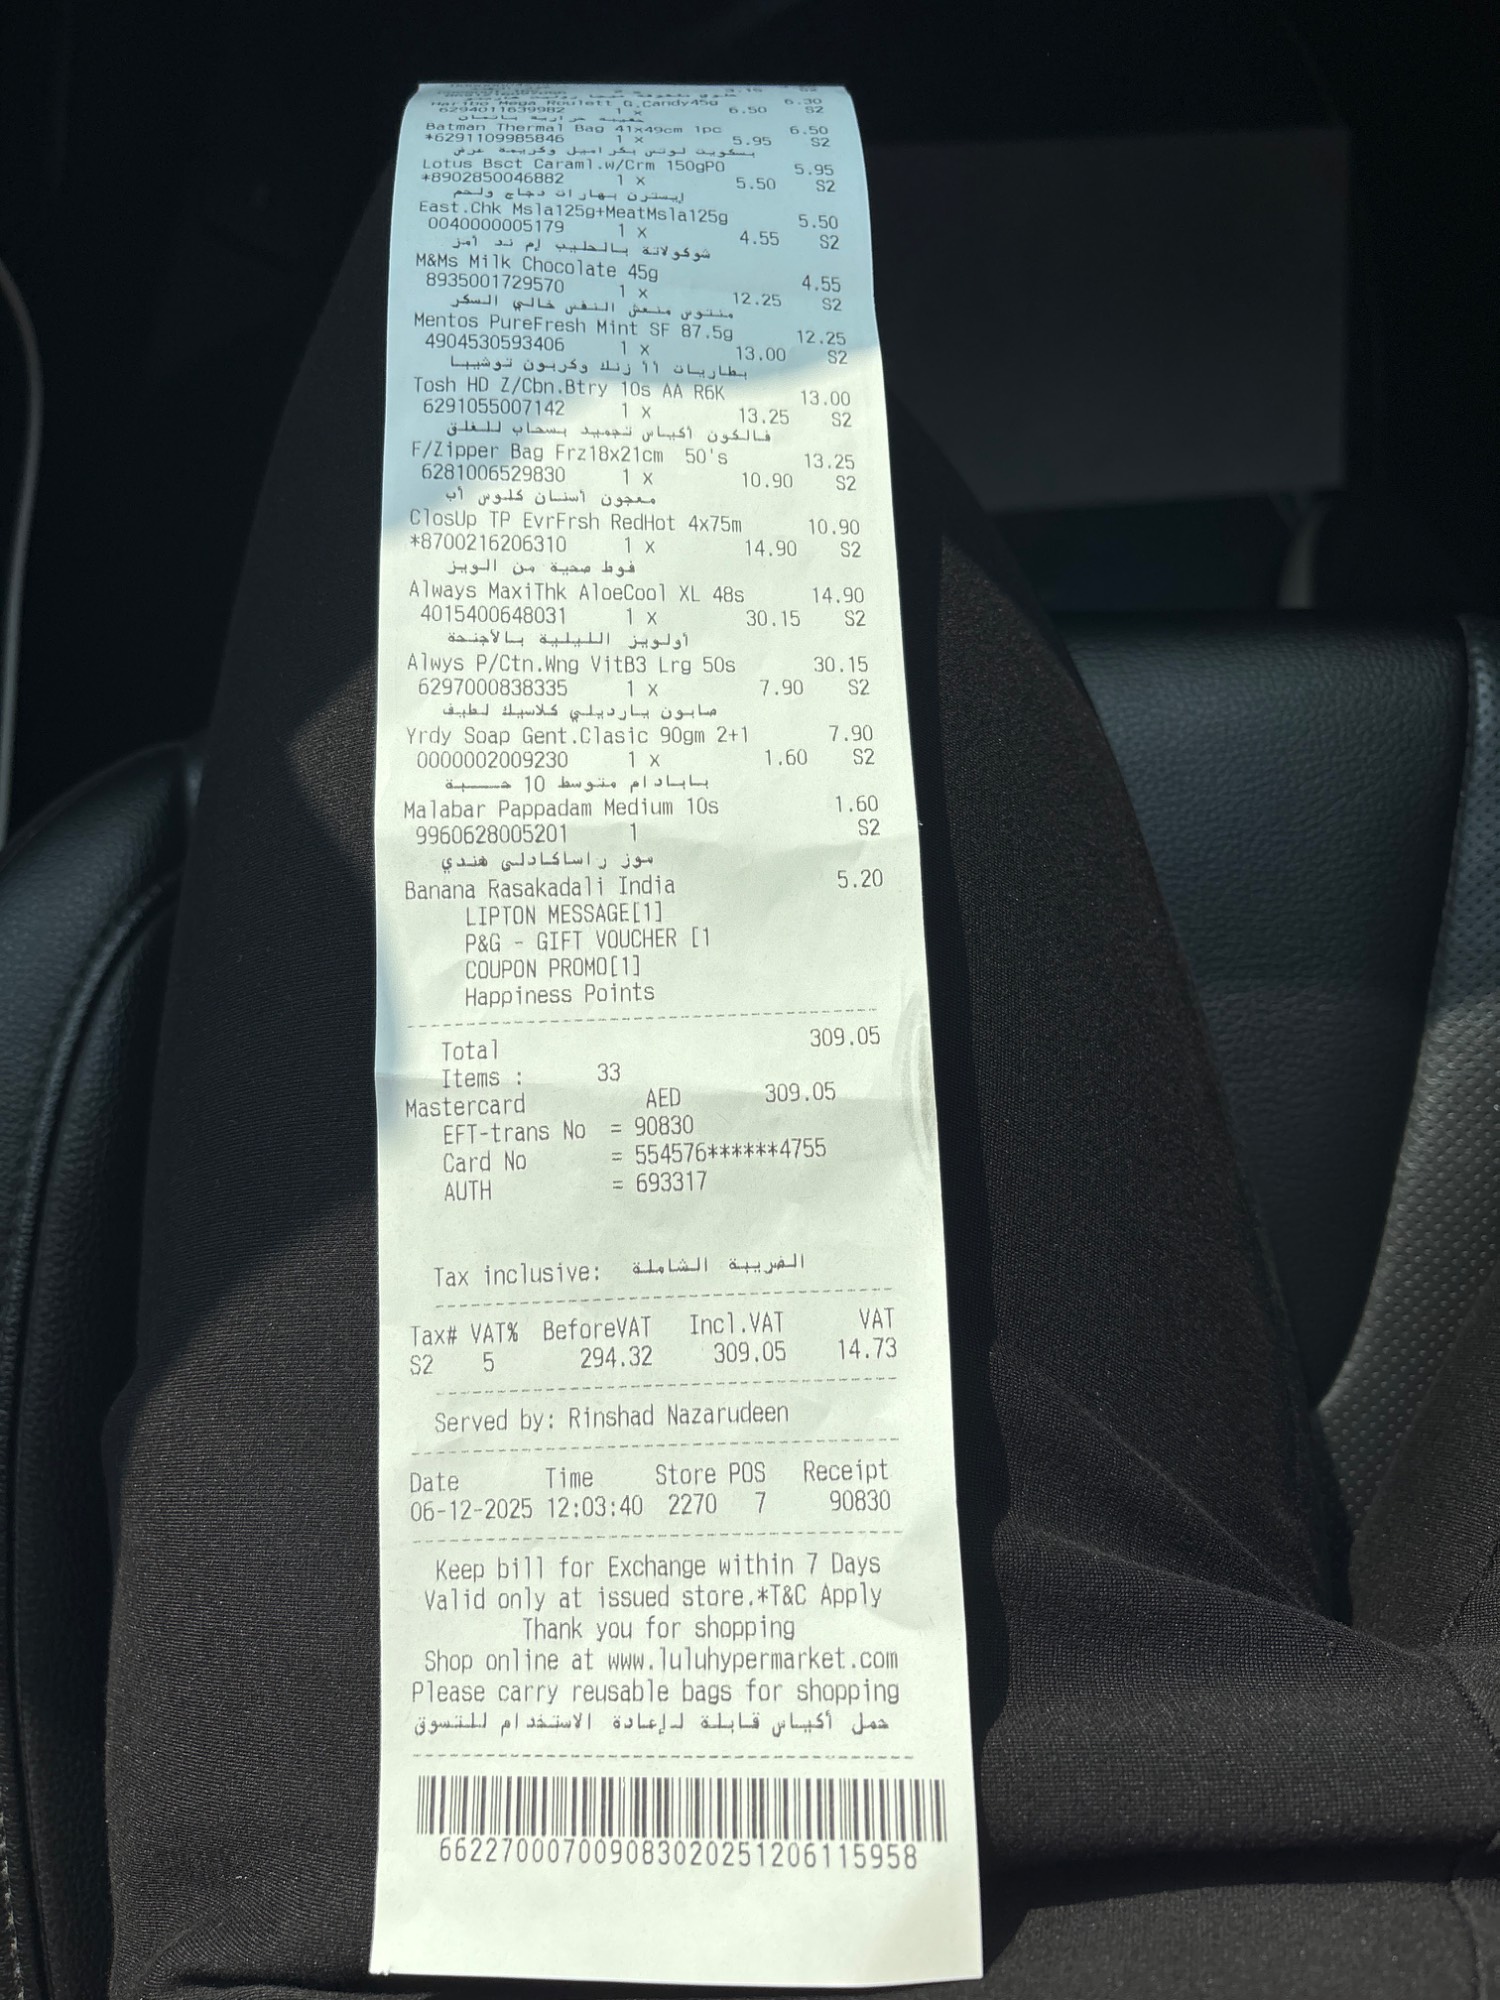 Haribo Mega Roulett G.Candy45g 6.30
6294011639982 1 x 6.50 S2
Batman Thermal Bag 41x49cm 1pc 6.50
*6291109985846 1 x 5.95 S2
بسكويت لوتس بكراميل وكريمة عرض
Lotus Bsct Caraml.w/Crm 150gPO 5.95
*8902850046882 1 x 5.50 S2
إيسترن بهارات دجاج ولحم
East.Chk Msla125g+MeatMsla125g 5.50
0040000005179 1 x 4.55 S2
شوكولاتة بالحليب إم ند أمز
M&Ms Milk Chocolate 45g 4.55
8935001729570 1 x 12.25 S2
منتوس منعش النفس خالي السكر
Mentos PureFresh Mint SF 87.5g 12.25
4904530593406 1 x 13.00 S2
بطاريات أأ زنك وكربون توشيبا
Tosh HD Z/Cbn.Btry 10s AA R6K 13.00
6291055007142 1 x 13.25 S2
فالكون أكياس تجميد بسحاب للغلق
F/Zipper Bag Frz18x21cm 50's 13.25
6281006529830 1 x 10.90 S2
معجون أسنان كلوس أب
ClosUp TP EvrFrsh RedHot 4x75m 10.90
*8700216206310 1 x 14.90 S2
فوط صحية من الويز
Always MaxiThk AloeCool XL 48s 14.90
4015400648031 1 x 30.15 S2
أولويز الليلية بالأجنحة
Alwys P/Ctn.Wng VitB3 Lrg 50s 30.15
6297000838335 1 x 7.90 S2
صابون يارديلي كلاسيك لطيف
Yrdy Soap Gent.Clasic 90gm 2+1 7.90
0000002009230 1 x 1.60 S2
بابادام متوسط 10 حبة
Malabar Pappadam Medium 10s 1.60
9960628005201 1 S2
موز راساكادلي هندي
Banana Rasakadali India 5.20
LIPTON MESSAGE[1]
P&G - GIFT VOUCHER [1
COUPON PROMO[1]
Happiness Points
Total 309.05
Items : 33
Mastercard AED 309.05
EFT-trans No = 90830
Card No = 554576******4755
AUTH = 693317
Tax inclusive: الضريبة الشاملة
Tax# VAT% BeforeVAT Incl.VAT VAT
S2 5 294.32 309.05 14.73
Served by: Rinshad Nazarudeen
Date Time Store POS Receipt
06-12-2025 12:03:40 2270 7 90830
Keep bill for Exchange within 7 Days
Valid only at issued store.*T&C Apply
Thank you for shopping
Shop online at www.luluhypermarket.com
Please carry reusable bags for shopping
حمل أكياس قابلة لإعادة الاستخدام للتسوق
662270007009083020251206115958